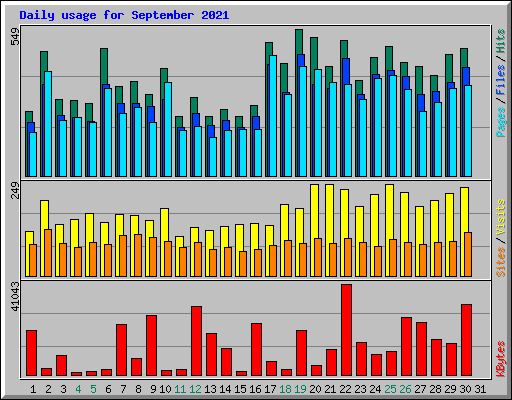 Daily usage for September 2021
549
Pages / Files / Hits
249
Sites / Visits
41043
KBytes
1 2 3 4 5 6 7 8 9 10 11 12 13 14 15 16 17 18 19 20 21 22 23 24 25 26 27 28 29 30 31